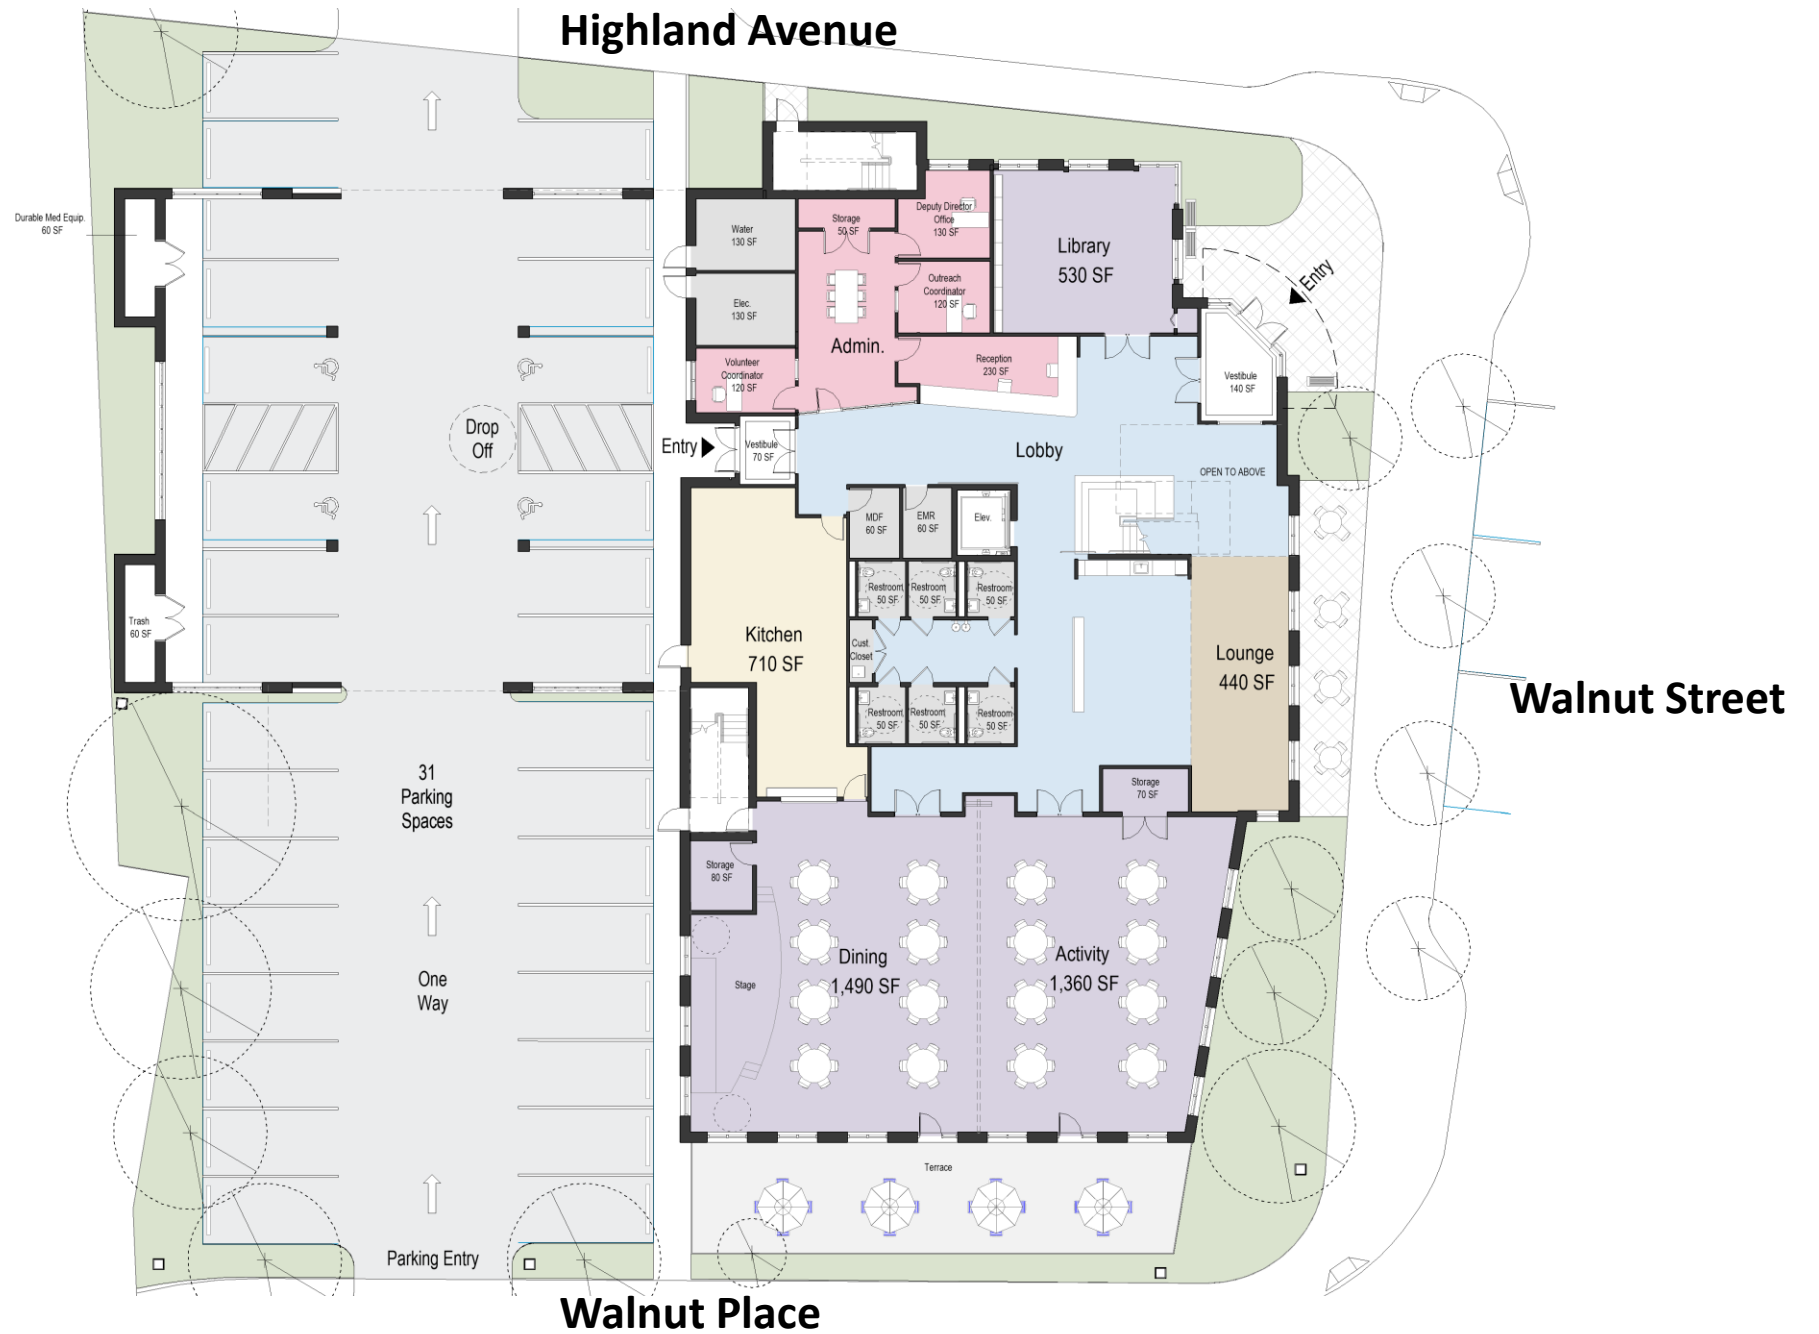 Highland Avenue
Durable Med Equip.
60 SF
Water
130 SF
Storage
50 SF
Deputy Director
Office
130 SF
Library
530 SF
Entry
Elec.
130 SF
Outreach
Coordinator
120 SF
Admin.
Volunteer
Coordinator
120 SF
Reception
230 SF
Vestibule
140 SF
Drop
Off
Entry
Vestibule
70 SF
Lobby
OPEN TO ABOVE
MDF
60 SF
EMR
60 SF
Elev.
Restroom
50 SF
Restroom
50 SF
Restroom
50 SF
Trash
60 SF
Kitchen
710 SF
Cust.
Closet
Lounge
440 SF
Walnut Street
Restroom
50 SF
Restroom
50 SF
Restroom
50 SF
31
Parking
Spaces
Storage
70 SF
Storage
80 SF
Dining
1,490 SF
Activity
1,360 SF
Stage
One
Way
Terrace
Parking Entry
Walnut Place